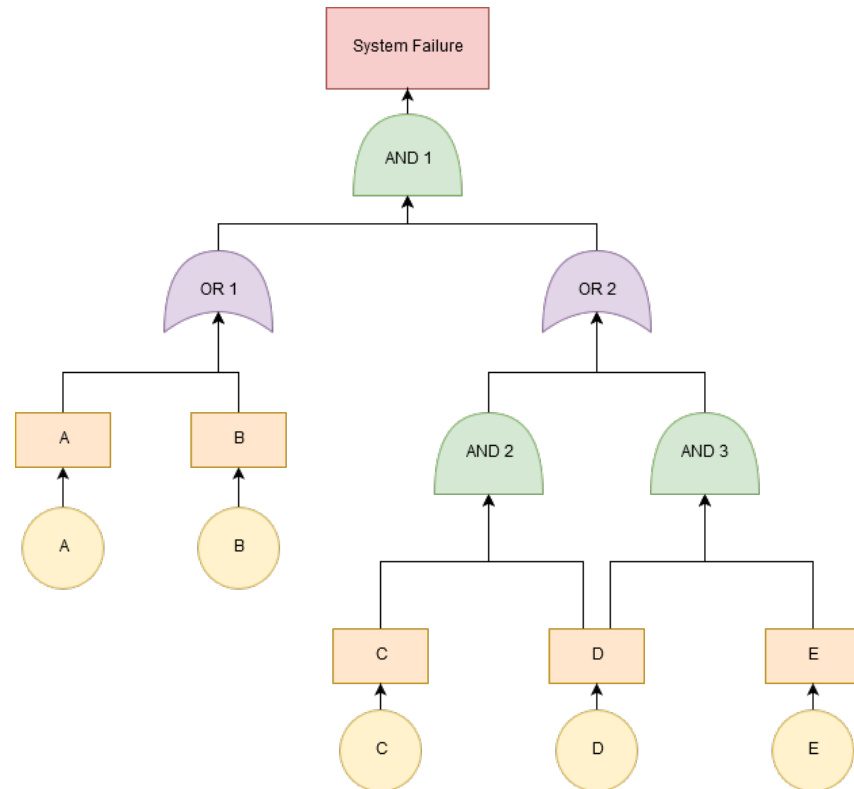 System Failure
AND 1
OR 1
OR 2
A
B
AND 2
AND 3
A
B
C
D
E
C
D
E